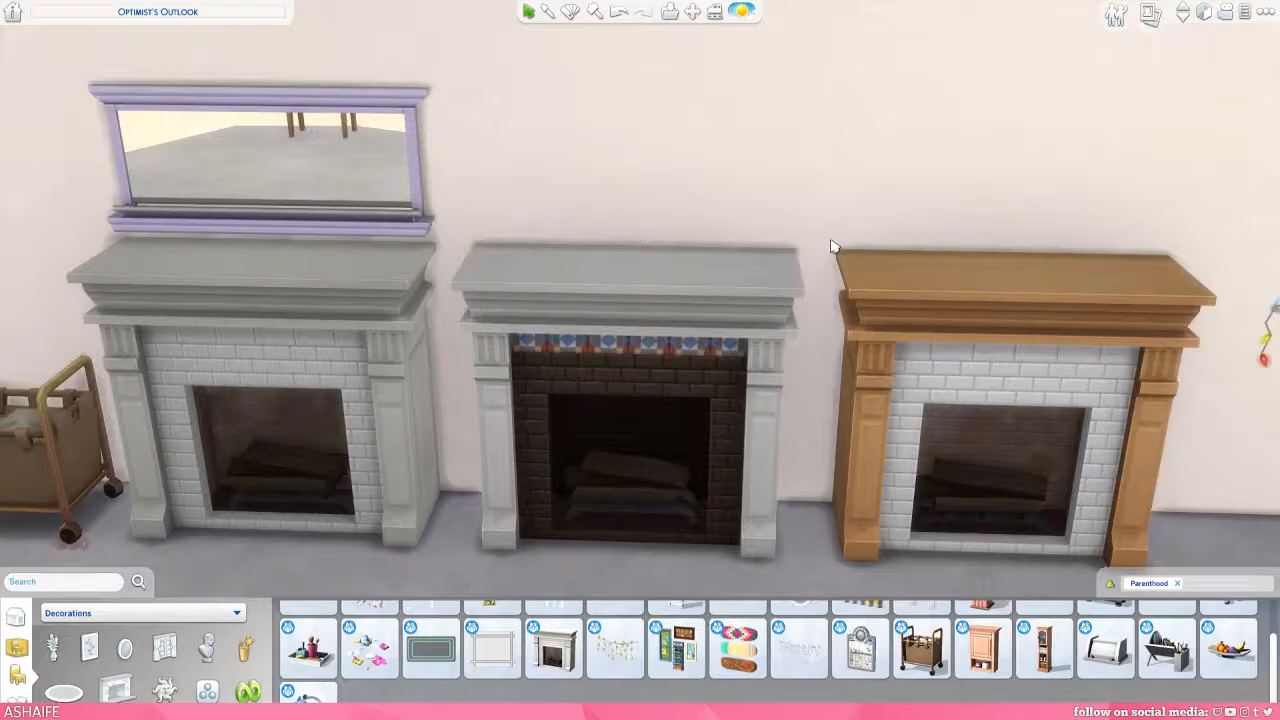 OPTIMIST'S OUTLOOK
Search
Parenthood X
Decorations
ASHAIFE
follow on social media: